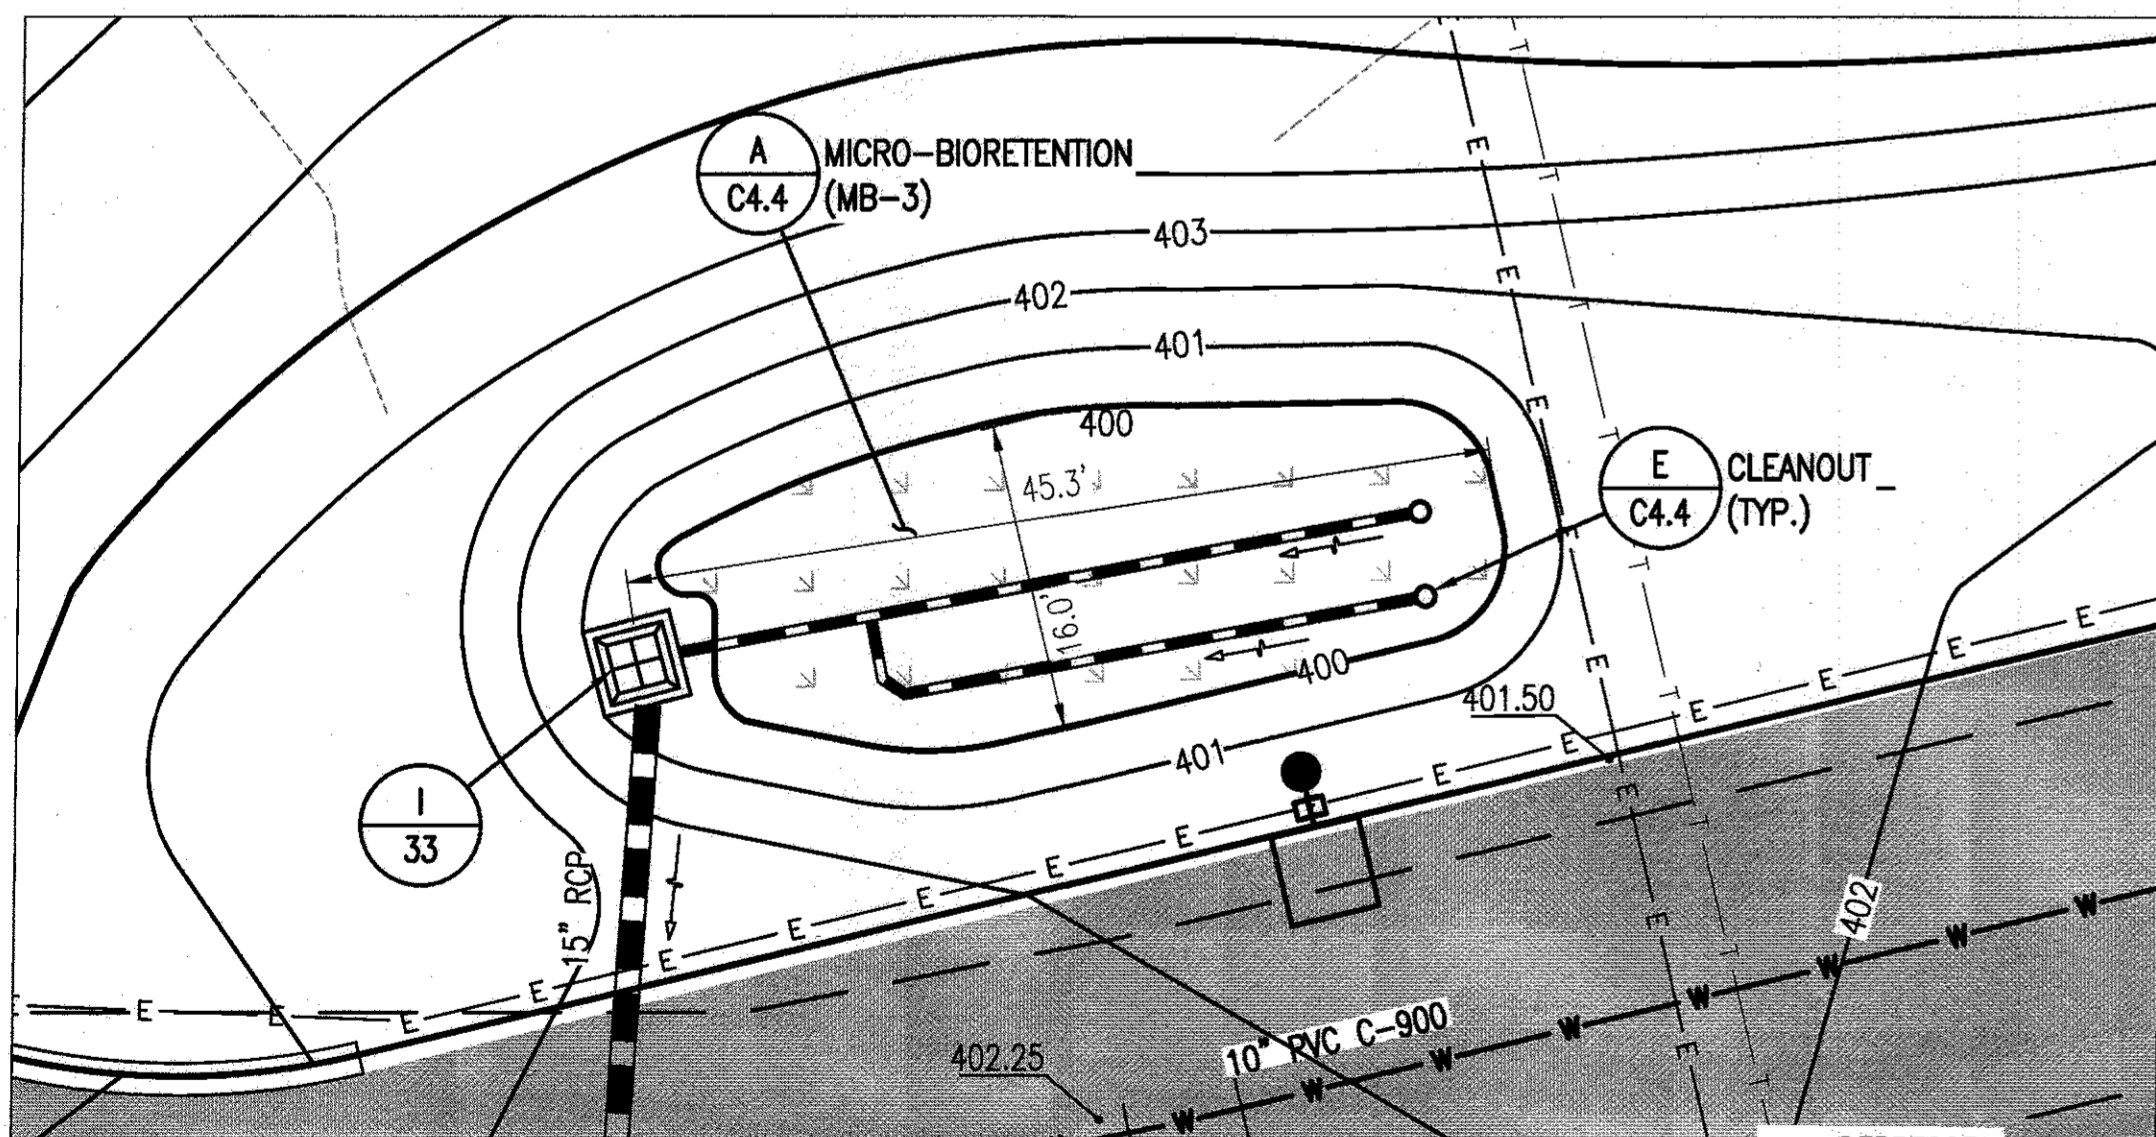 A
C4.4
MICRO-BIORETENTION
(MB-3)
403
402
401
400
45.3'
16.0'
E
C4.4
CLEANOUT
(TYP.)
400
401.50
401
I
33
15" RCP
402
402.25
10" PVC C-900
E E E E E E E
T T T T T T T
E E E E E E E E E E E E E
W W W W W W W W